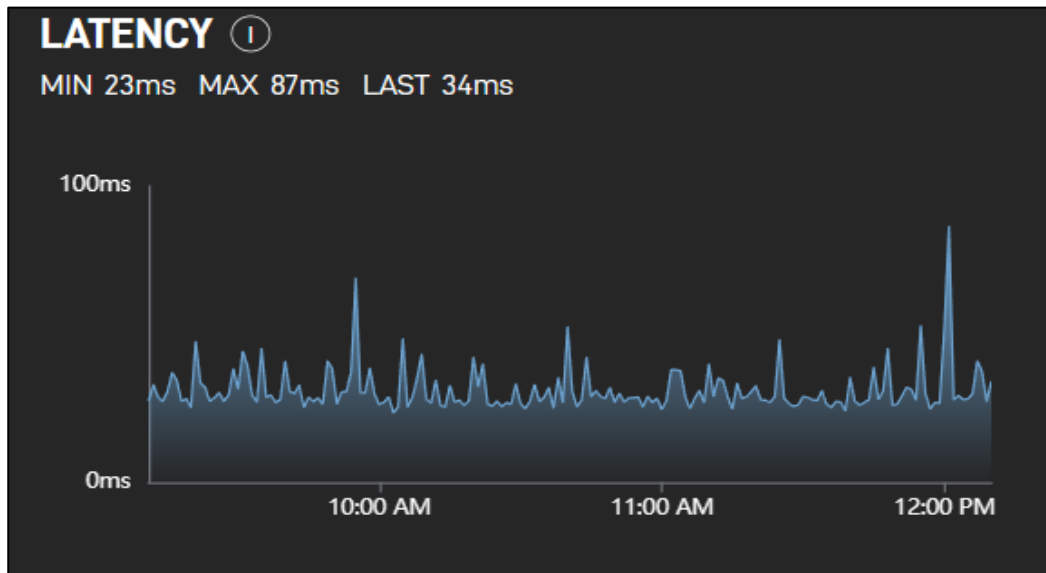 LATENCY
MIN 23ms MAX 87ms LAST 34ms
100ms
0ms
10:00 AM 11:00 AM 12:00 PM